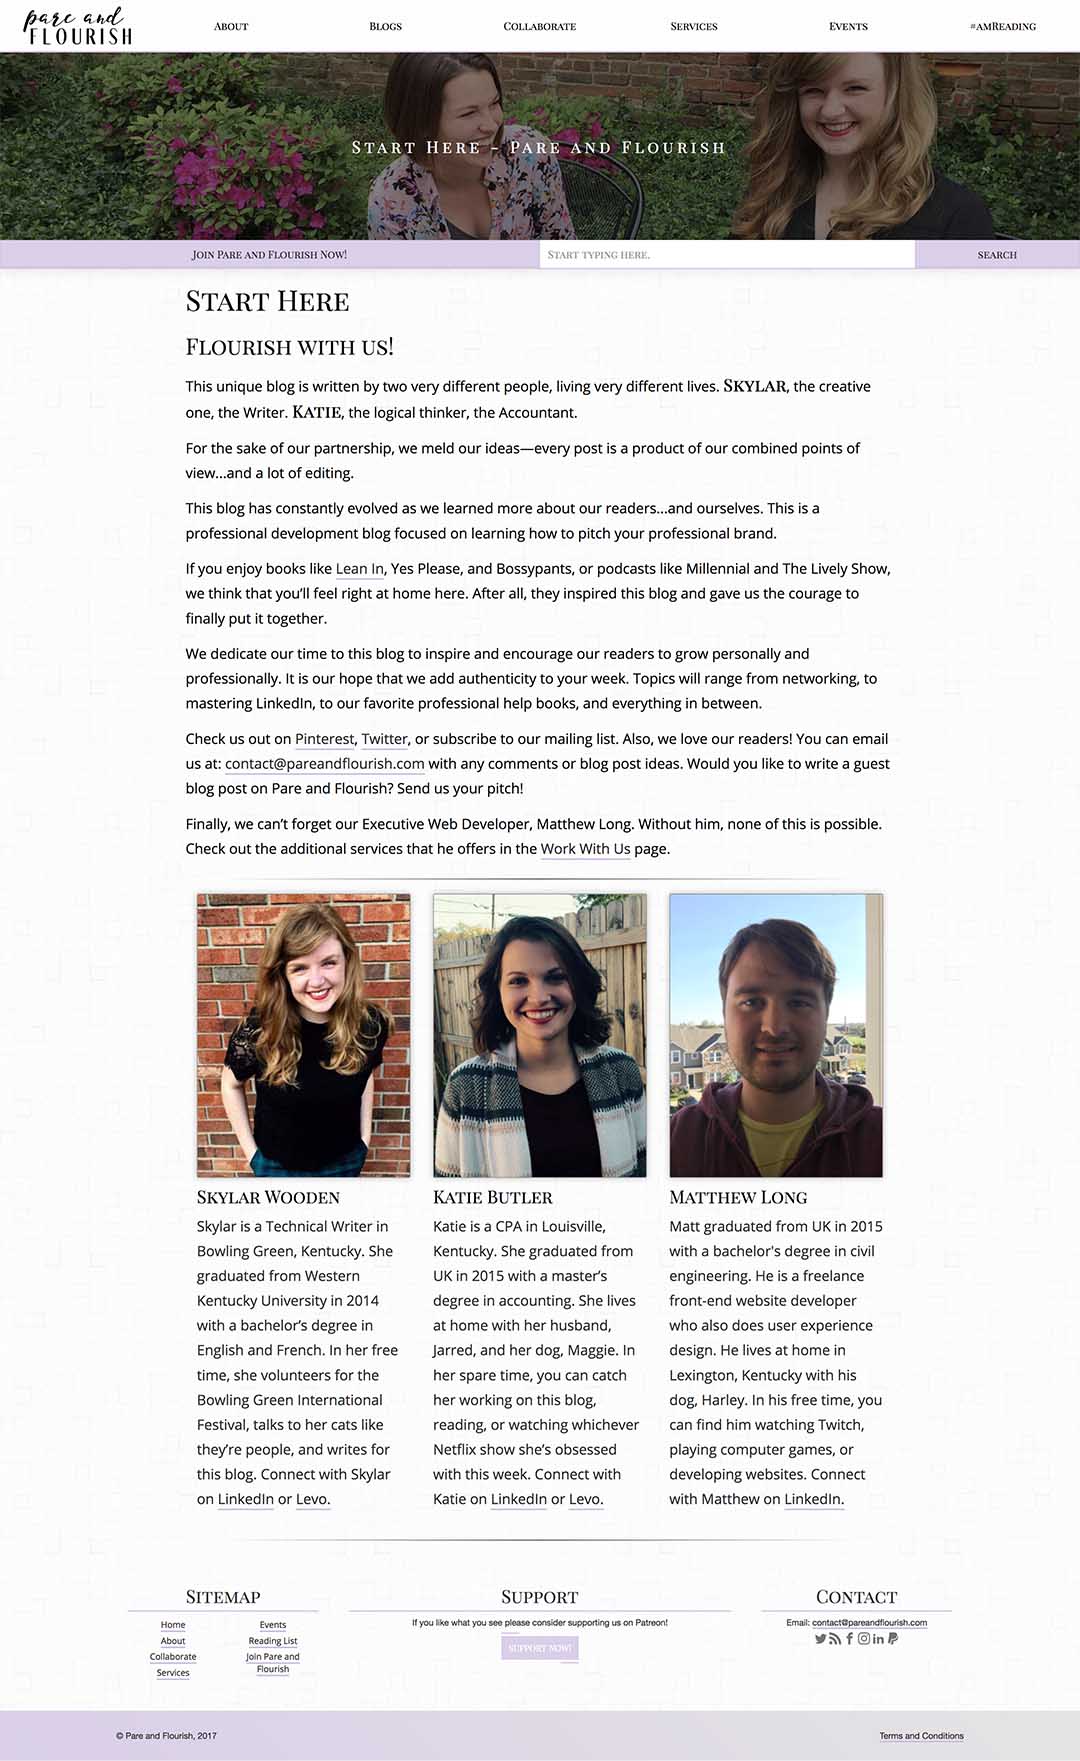 pare and
FLOURISH
About
Blogs
Collaborate
Services
Events
#amReading
Start Here - Pare and Flourish
Join Pare and Flourish Now!
Start typing here.
search
Start Here
Flourish with us!
This unique blog is written by two very different people, living very different lives. Skylar, the creative
one, the Writer. Katie, the logical thinker, the Accountant.
For the sake of our partnership, we meld our ideas—every post is a product of our combined points of
view...and a lot of editing.
This blog has constantly evolved as we learned more about our readers...and ourselves. This is a
professional development blog focused on learning how to pitch your professional brand.
If you enjoy books like Lean In, Yes Please, and Bossypants, or podcasts like Millennial and The Lively Show,
we think that you’ll feel right at home here. After all, they inspired this blog and gave us the courage to
finally put it together.
We dedicate our time to this blog to inspire and encourage our readers to grow personally and
professionally. It is our hope that we add authenticity to your week. Topics will range from networking, to
mastering LinkedIn, to our favorite professional help books, and everything in between.
Check us out on Pinterest, Twitter, or subscribe to our mailing list. Also, we love our readers! You can email
us at: contact@pareandflourish.com with any comments or blog post ideas. Would you like to write a guest
blog post on Pare and Flourish? Send us your pitch!
Finally, we can’t forget our Executive Web Developer, Matthew Long. Without him, none of this is possible.
Check out the additional services that he offers in the Work With Us page.
Skylar Wooden
Skylar is a Technical Writer in
Bowling Green, Kentucky. She
graduated from Western
Kentucky University in 2014
with a bachelor’s degree in
English and French. In her free
time, she volunteers for the
Bowling Green International
Festival, talks to her cats like
they’re people, and writes for
this blog. Connect with Skylar
on LinkedIn or Levo.
Katie Butler
Katie is a CPA in Louisville,
Kentucky. She graduated from
UK in 2015 with a master’s
degree in accounting. She lives
at home with her husband,
Jarred, and her dog, Maggie. In
her spare time, you can catch
her working on this blog,
reading, or watching whichever
Netflix show she’s obsessed
with this week. Connect with
Katie on LinkedIn or Levo.
Matthew Long
Matt graduated from UK in 2015
with a bachelor's degree in civil
engineering. He is a freelance
front-end website developer
who also does user experience
design. He lives at home in
Lexington, Kentucky with his
dog, Harley. In his free time, you
can find him watching Twitch,
playing computer games, or
developing websites. Connect
with Matthew on LinkedIn.
Sitemap
Home
About
Collaborate
Services
Events
Reading List
Join Pare and
Flourish
Support
If you like what you see please consider supporting us on Patreon!
SUPPORT NOW!
Contact
Email: contact@pareandflourish.com
© Pare and Flourish, 2017
Terms and Conditions